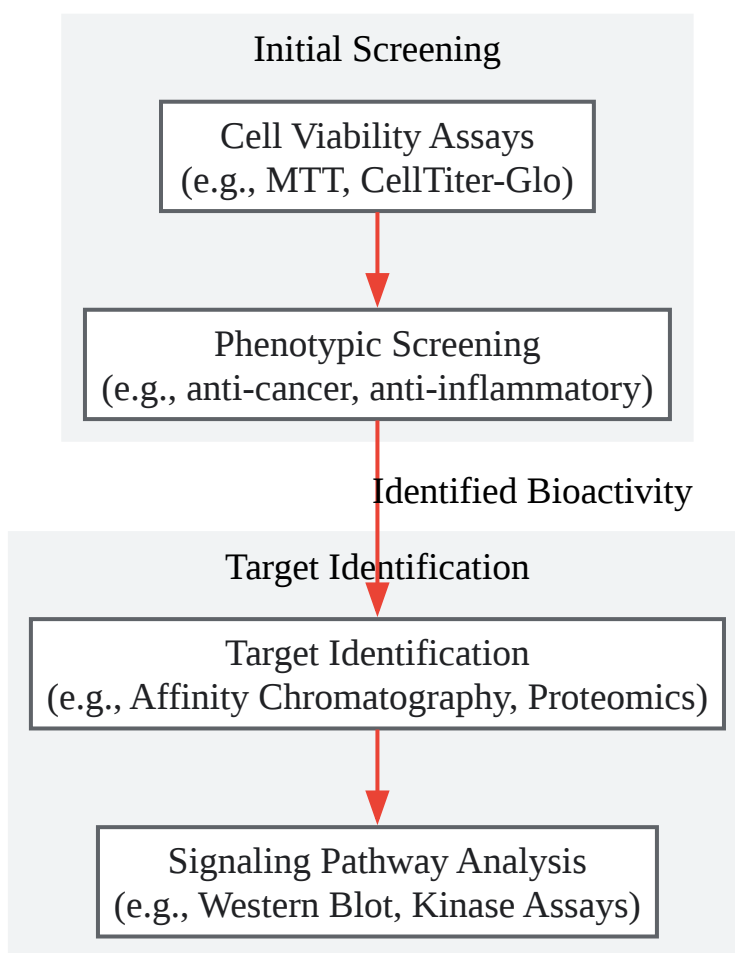 Initial Screening
Cell Viability Assays
(e.g., MTT, CellTiter-Glo)
Phenotypic Screening
(e.g., anti-cancer, anti-inflammatory)
Identified Bioactivity
Target Identification
Target Identification
(e.g., Affinity Chromatography, Proteomics)
Signaling Pathway Analysis
(e.g., Western Blot, Kinase Assays)